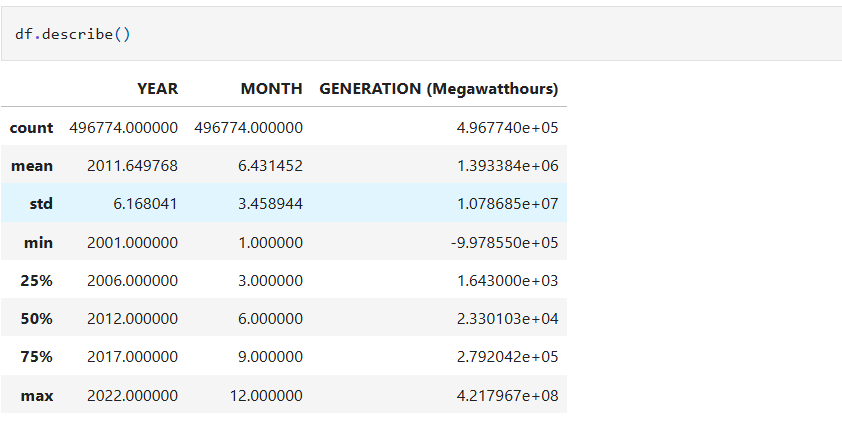 df.describe()
YEAR MONTH GENERATION (Megawatthours)
count 496774.000000 496774.000000 4.967740e+05
mean 2011.649768 6.431452 1.393384e+06
std 6.168041 3.458944 1.078685e+07
min 2001.000000 1.000000 -9.978550e+05
25% 2006.000000 3.000000 1.643000e+03
50% 2012.000000 6.000000 2.330103e+04
75% 2017.000000 9.000000 2.792042e+05
max 2022.000000 12.000000 4.217967e+08